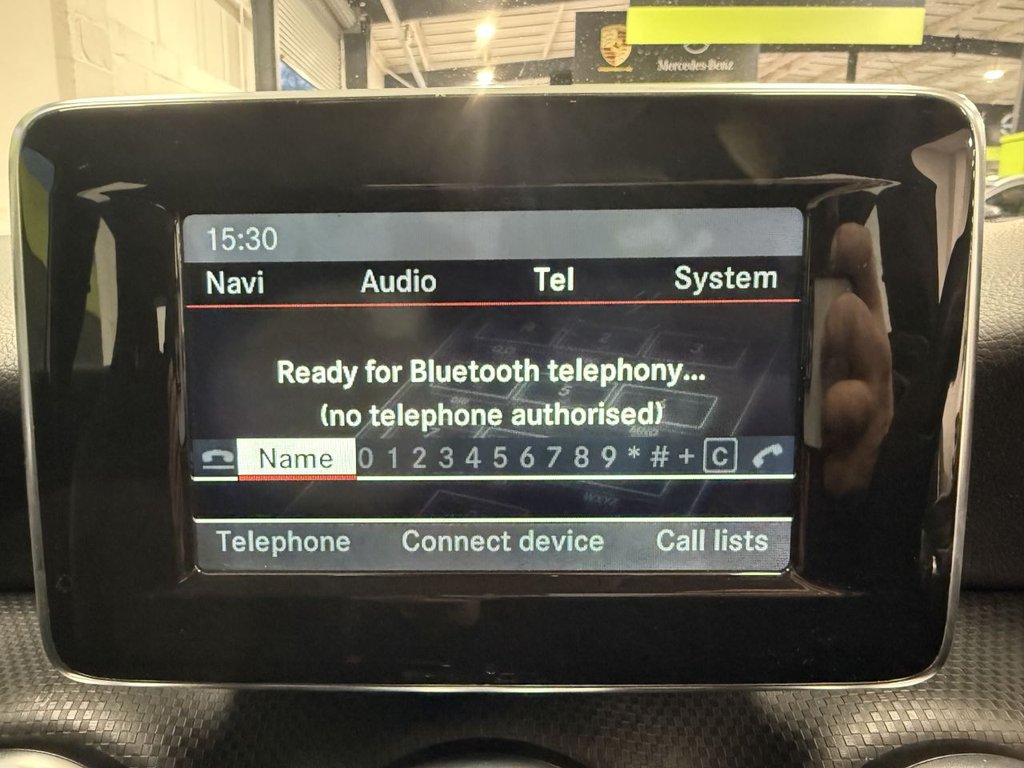 Mercedes-Benz
15:30
Navi Audio Tel System
Ready for Bluetooth telephony...
(no telephone authorised)
Name 0 1 2 3 4 5 6 7 8 9 * # + C
Telephone Connect device Call lists